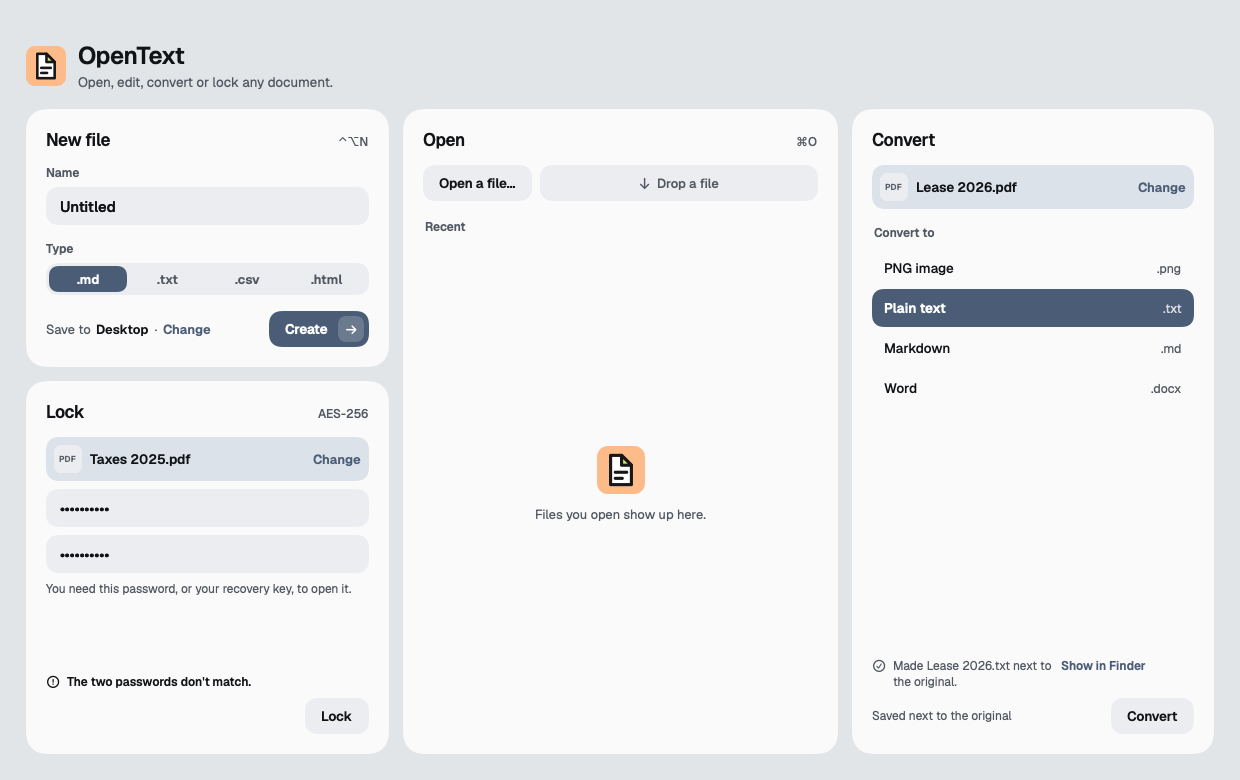 OpenText
Open, edit, convert or lock any document.
New file
^⌥N
Name
Untitled
Type
.md .txt .csv .html
Save to Desktop · Change
Create →
Lock
AES-256
PDF Taxes 2025.pdf Change
••••••••••
••••••••••
You need this password, or your recovery key, to open it.
The two passwords don't match.
Lock
Open
⌘O
Open a file...
↓ Drop a file
Recent
Files you open show up here.
Convert
PDF Lease 2026.pdf Change
Convert to
PNG image .png
Plain text .txt
Markdown .md
Word .docx
Made Lease 2026.txt next to Show in Finder
the original.
Saved next to the original
Convert